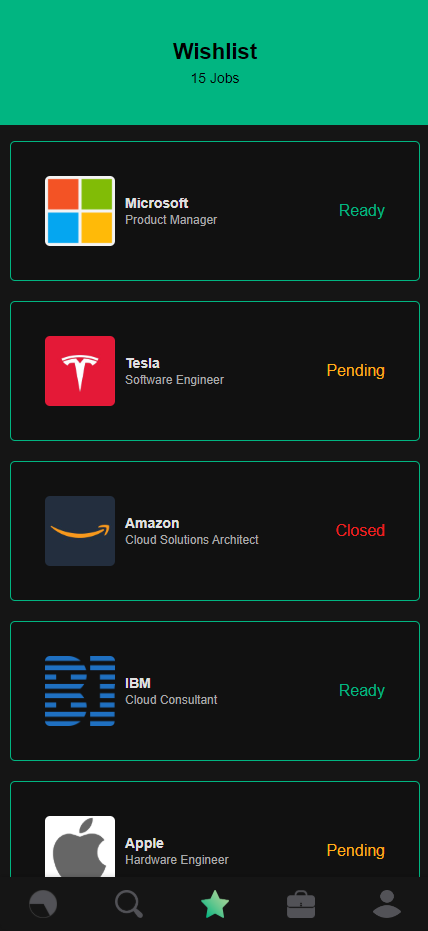 Wishlist
15 Jobs
Microsoft
Product Manager
Ready
Tesla
Software Engineer
Pending
Amazon
Cloud Solutions Architect
Closed
IBM
Cloud Consultant
Ready
Apple
Hardware Engineer
Pending